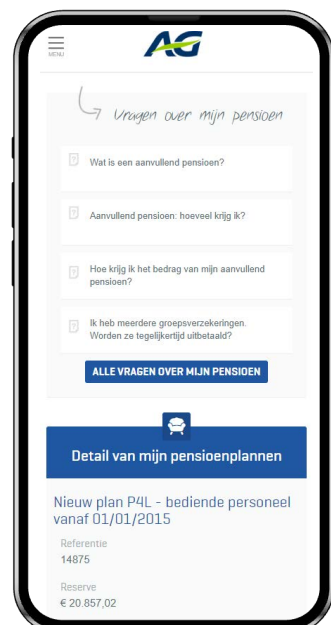 MENU
AG
Vragen over mijn pensioen
Wat is een aanvullend pensioen?
Aanvullend pensioen: hoeveel krijg ik?
Hoe krijg ik het bedrag van mijn aanvullend
pensioen?
Ik heb meerdere groepsverzekeringen.
Worden ze tegelijkertijd uitbetaald?
ALLE VRAGEN OVER MIJN PENSIOEN
Detail van mijn pensioenplannen
Nieuw plan P4L - bediende personeel
vanaf 01/01/2015
Referentie
14875
Reserve
€ 20.857,02